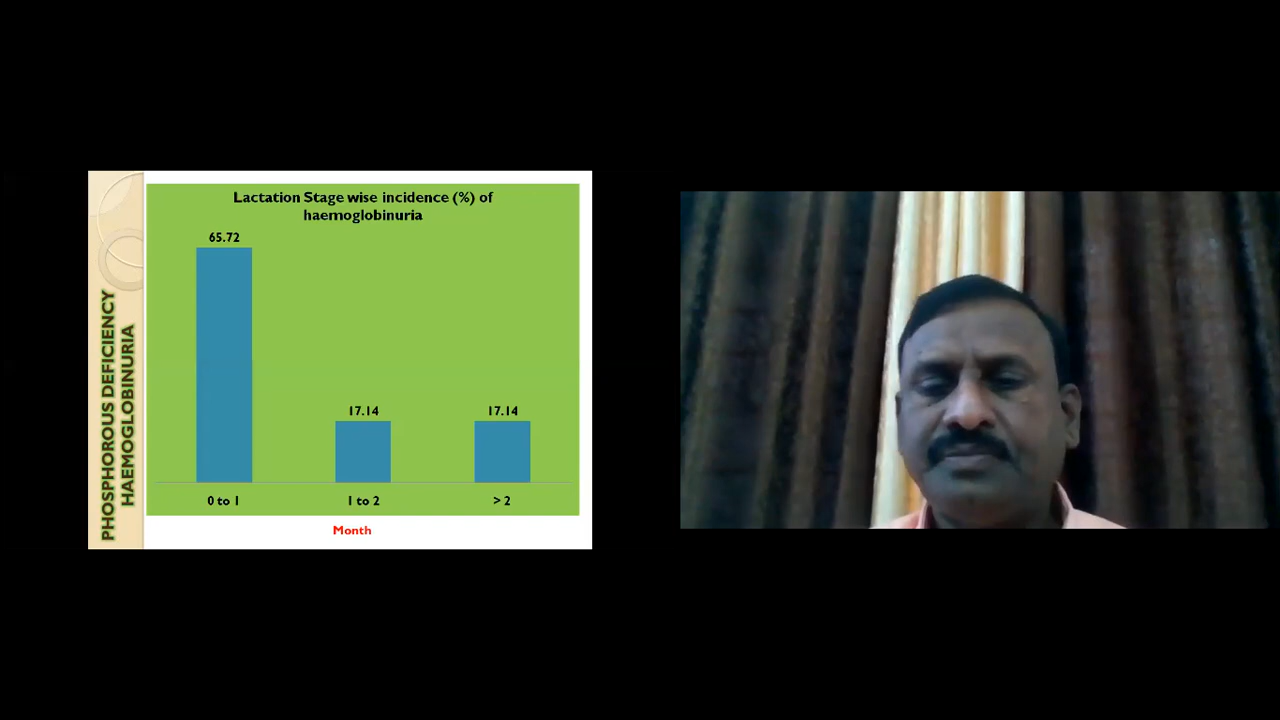 PHOSPHOROUS DEFICIENCY
HAEMOGLOBINURIA
Lactation Stage wise incidence (%) of
haemoglobinuria
65.72
17.14
17.14
0 to 1
1 to 2
> 2
Month